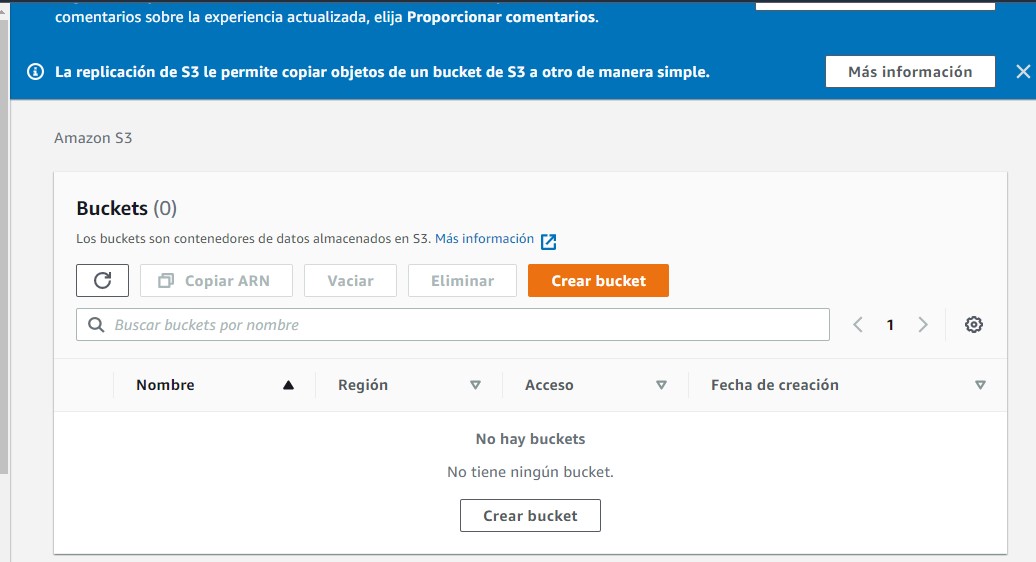 comentarios sobre la experiencia actualizada, elija Proporcionar comentarios.
La replicación de S3 le permite copiar objetos de un bucket de S3 a otro de manera simple.
Más información
Amazon S3
Buckets (0)
Los buckets son contenedores de datos almacenados en S3. Más información
Copiar ARN
Vaciar
Eliminar
Crear bucket
Buscar buckets por nombre
1
Nombre
Región
Acceso
Fecha de creación
No hay buckets
No tiene ningún bucket.
Crear bucket